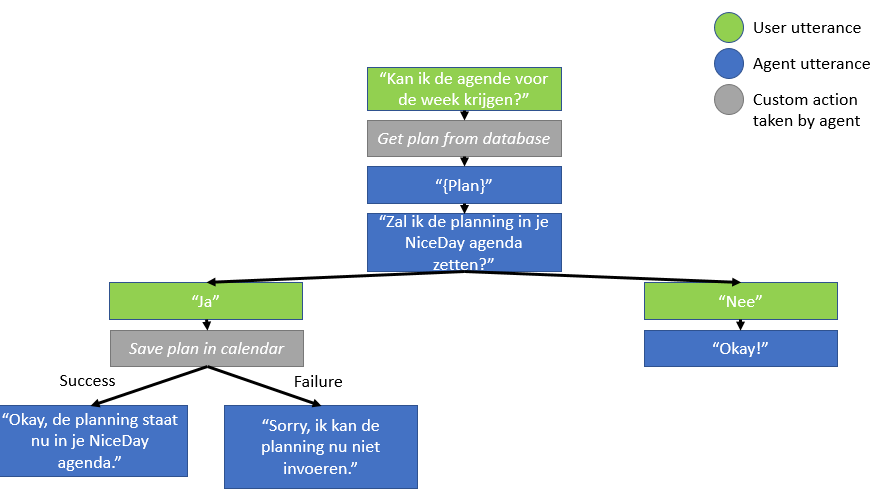 User utterance
Agent utterance
Custom action
taken by agent
“Kan ik de agende voor
de week krijgen?”
Get plan from database
“{Plan}”
“Zal ik de planning in je
NiceDay agenda
zetten?”
“Ja”
“Nee”
Save plan in calendar
“Okay!”
Success
Failure
“Okay, de planning staat
nu in je NiceDay
agenda.”
“Sorry, ik kan de
planning nu niet
invoeren.”